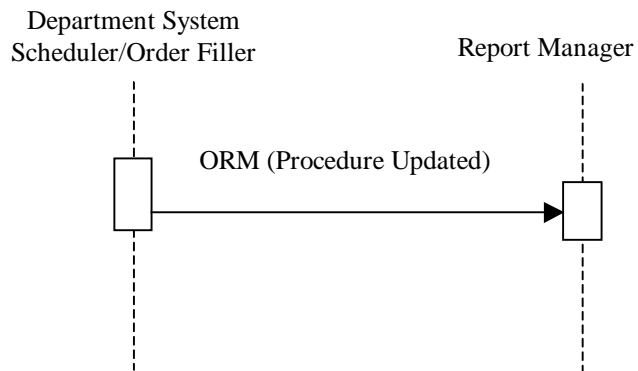 Department System
Scheduler/Order Filler
Report Manager
ORM (Procedure Updated)